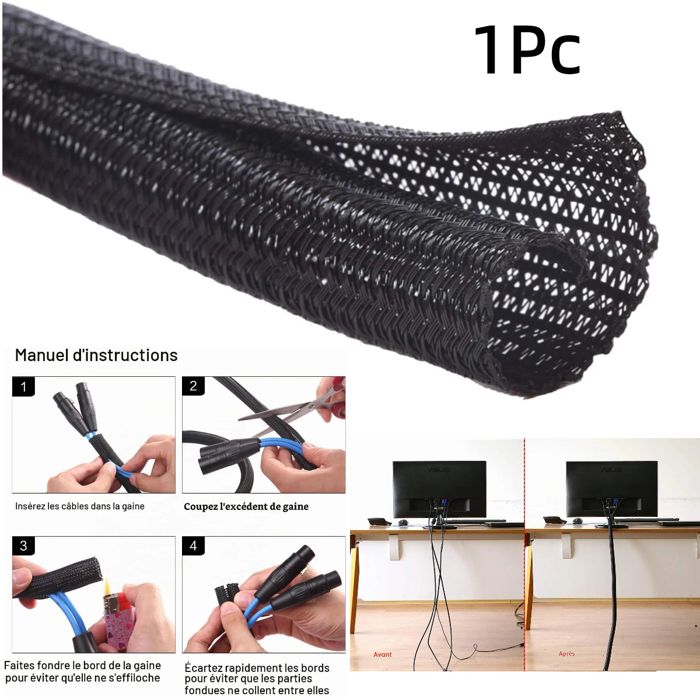 1Pc
Manuel d'instructions
1
2
Insérez les câbles dans la gaine
Coupez l'excédent de gaine
3
4
Faites fondre le bord de la gaine
pour éviter qu'elle ne s'effiloche
Écartez rapidement les bords
pour éviter que les parties
fondues ne collent entre elles
ASUS
ASUS
Avant
Après